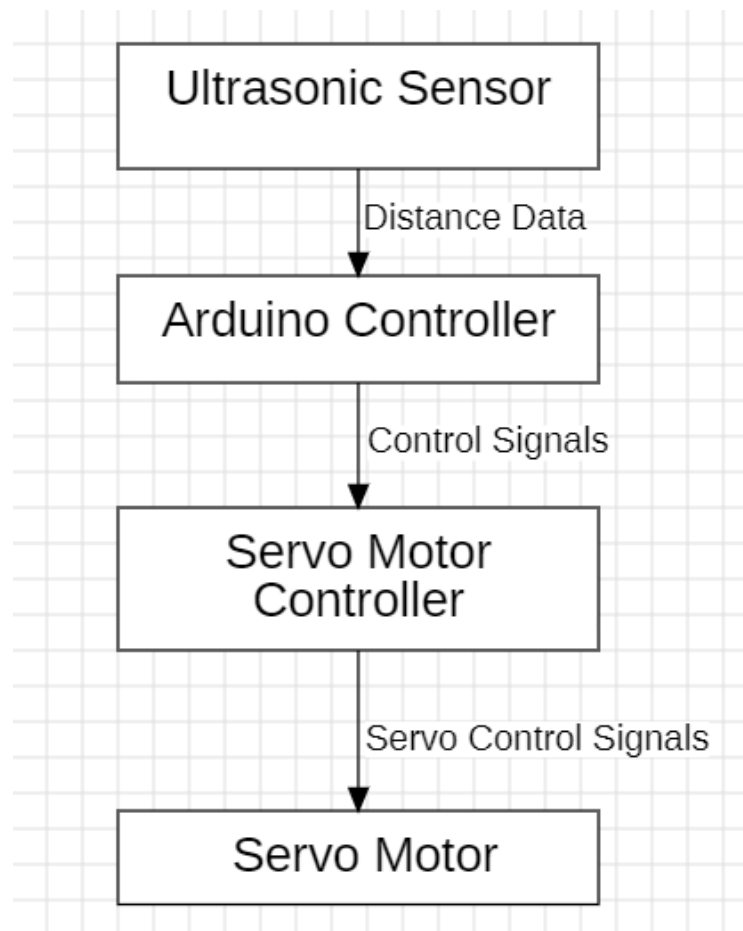 Ultrasonic Sensor
Distance Data
Arduino Controller
Control Signals
Servo Motor
Controller
Servo Control Signals
Servo Motor